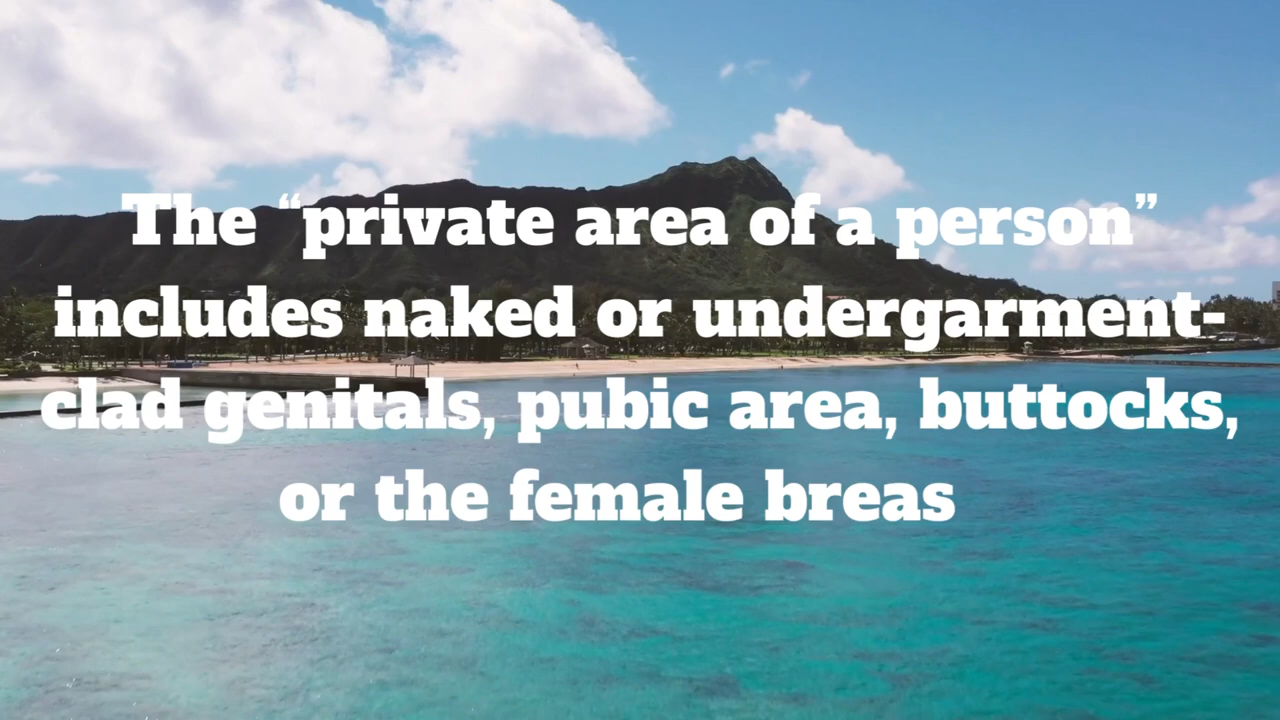 The “private area of a person”
includes naked or undergarment-
clad genitals, pubic area, buttocks,
or the female breas